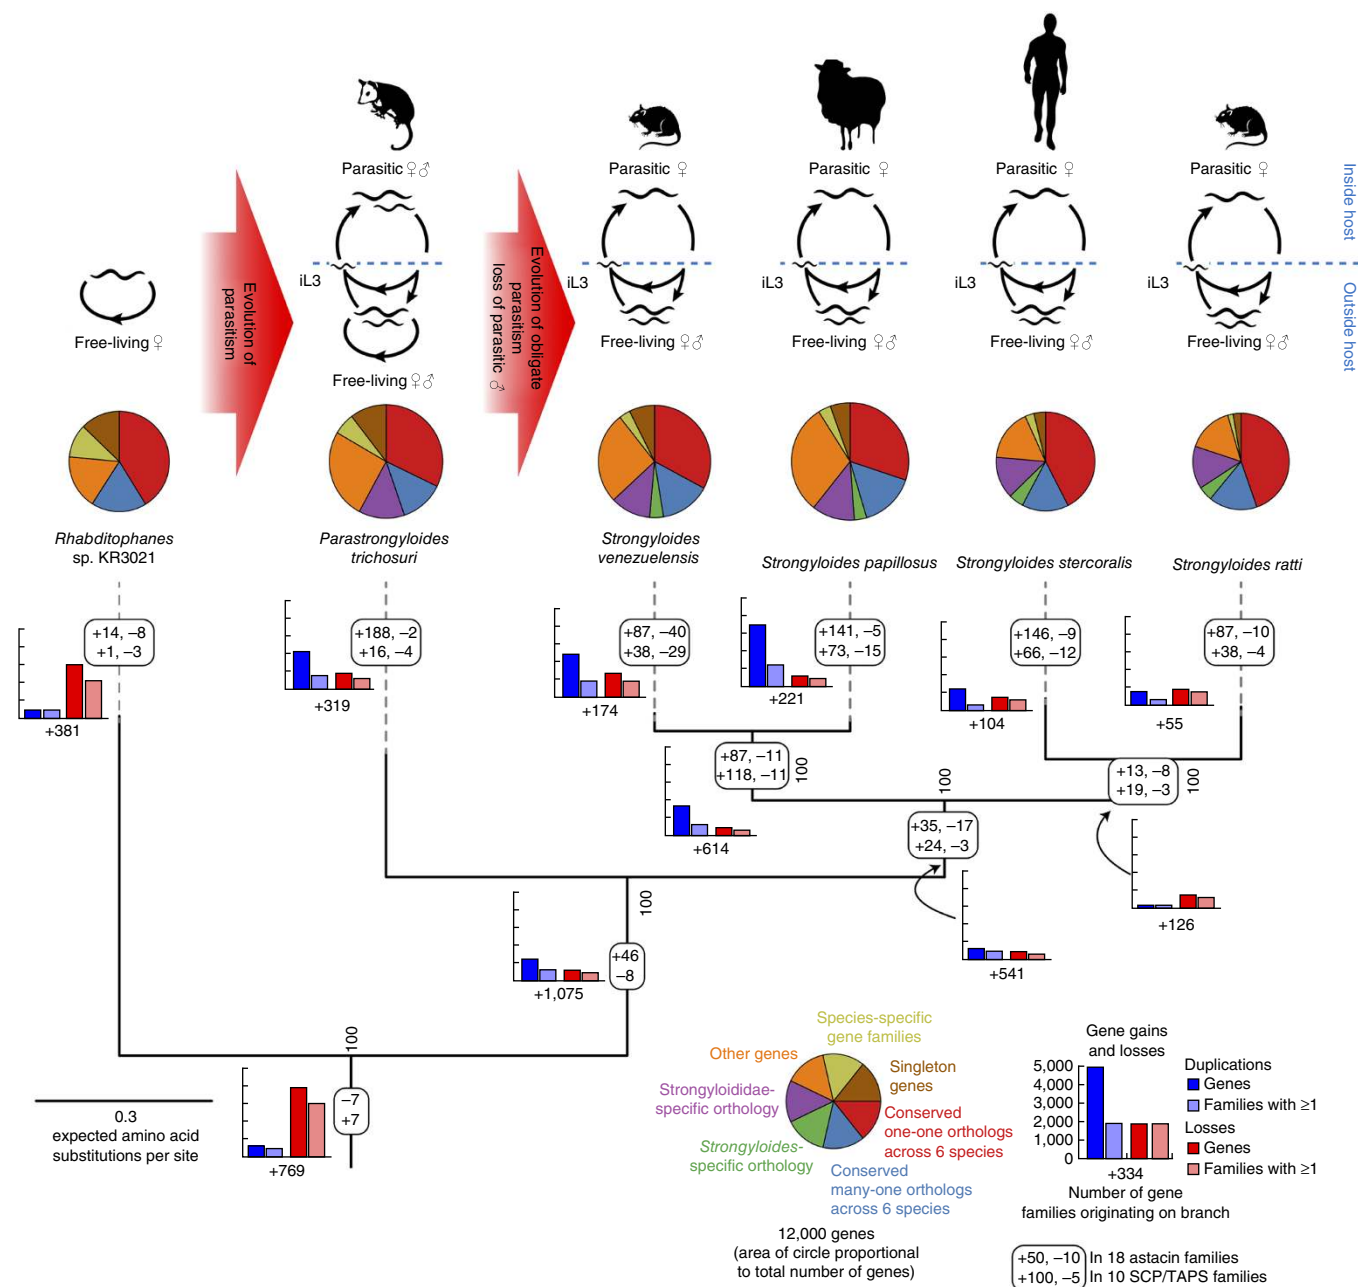 Parasitic ♀♂
Parasitic ♀
Parasitic ♀
Parasitic ♀
Parasitic ♀
Inside host
Outside host
Evolution of
parasitism
Evolution of obligate
parasitism
loss of parasitic ♂
iL3
iL3
iL3
iL3
iL3
Free-living ♀
Free-living ♀♂
Free-living ♀♂
Free-living ♀♂
Free-living ♀♂
Free-living ♀♂
Rhabditophanes
sp. KR3021
Parastrongyloides
trichosuri
Strongyloides
venezuelensis
Strongyloides papillosus
Strongyloides stercoralis
Strongyloides ratti
+14, –8
+1, –3
+381
+188, –2
+16, –4
+319
+87, –40
+38, –29
+174
+141, –5
+73, –15
+221
+146, –9
+66, –12
+104
+87, –10
+38, –4
+55
+87, –11
+118, –11
100
+614
+13, –8
+19, –3
100
+126
100
+35, –17
+24, –3
+541
100
+46
–8
+1,075
100
–7
+7
+769
0.3
expected amino acid
substitutions per site
Species-specific
gene families
Other genes
Singleton
genes
Strongyloididae-
specific orthology
Conserved
one-one orthologs
across 6 species
Strongyloides-
specific orthology
Conserved
many-one orthologs
across 6 species
12,000 genes
(area of circle proportional
to total number of genes)
Gene gains
and losses
5,000
4,000
3,000
2,000
1,000
0
+334
Number of gene
families originating on branch
Duplications
Genes
Families with ≥1
Losses
Genes
Families with ≥1
+50, –10 In 18 astacin families
+100, –5 In 10 SCP/TAPS families